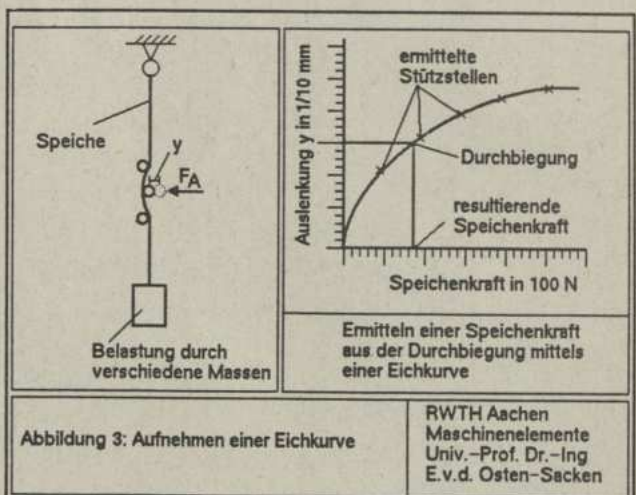 Speiche
y
F_A
Belastung durch
verschiedene Massen
Auslenkung y in 1/10 mm
ermittelte
Stützstellen
Durchbiegung
resultierende
Speichenkraft
Speichenkraft in 100 N
Ermitteln einer Speichenkraft
aus der Durchbiegung mittels
einer Eichkurve
Abbildung 3: Aufnehmen einer Eichkurve
RWTH Aachen
Maschinenelemente
Univ.-Prof. Dr.-Ing
E.v.d. Osten-Sacken